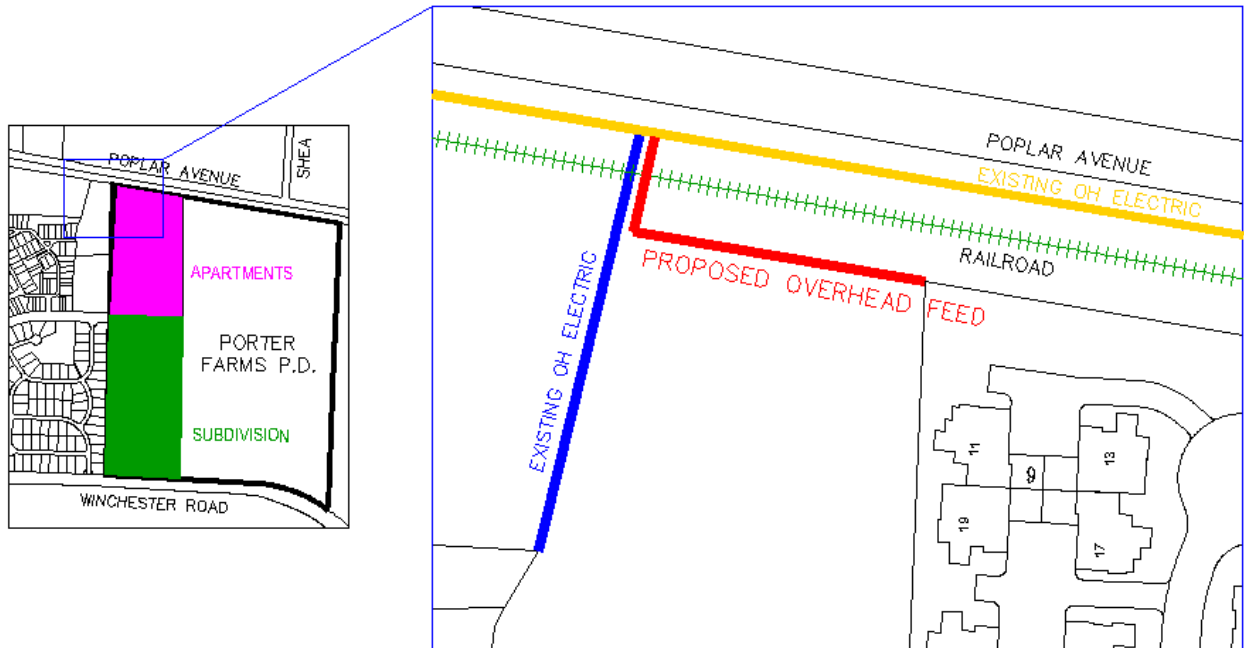 POPLAR AVENUE
SHEA
APARTMENTS
PORTER
FARMS P.D.
SUBDIVISION
WINCHESTER ROAD
POPLAR AVENUE
EXISTING OH ELECTRIC
RAILROAD
PROPOSED OVERHEAD FEED
EXISTING OH ELECTRIC
11
13
9
19
17